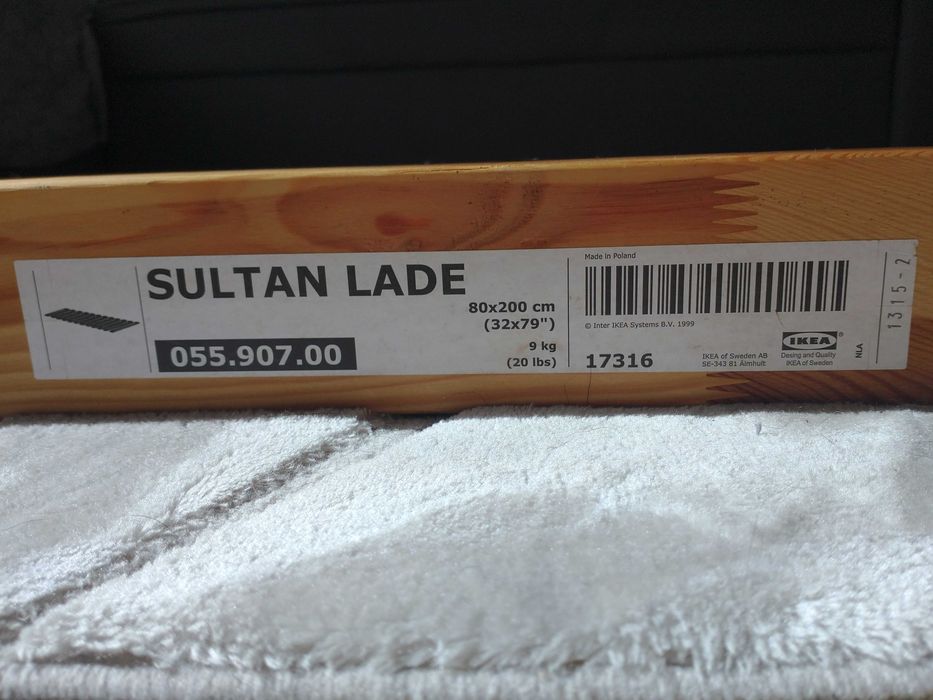 SULTAN LADE
80x200 cm
(32x79")
055.907.00
9 kg
(20 lbs)
Made in Poland
© Inter IKEA Systems B.V. 1999
17316
IKEA of Sweden AB
SE-343 81 Älmhult
IKEA®
Desing and Quality
IKEA of Sweden
NLA
1315-2